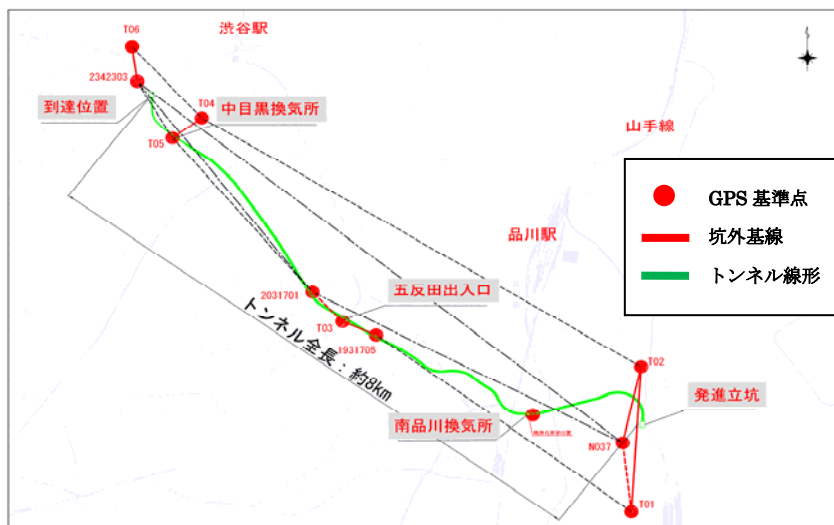 T06
渋谷駅
2342303
T04
到達位置
中目黒換気所
T05
山手線
GPS 基準点
坑外基線
トンネル線形
品川駅
五反田出入口
2031701
T03
1931705
トンネル全長：約8km
T02
発進立坑
南品川換気所
N037
T01